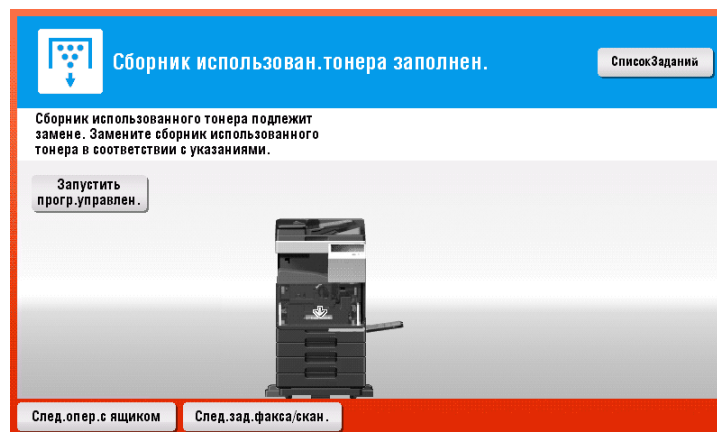 Сборник использован.тонера заполнен.
СписокЗаданий
Сборник использованного тонера подлежит
замене. Замените сборник использованного
тонера в соответствии с указаниями.
Запустить
прогр.управлен.
След.опер.с ящиком
След.зад.факса/скан.